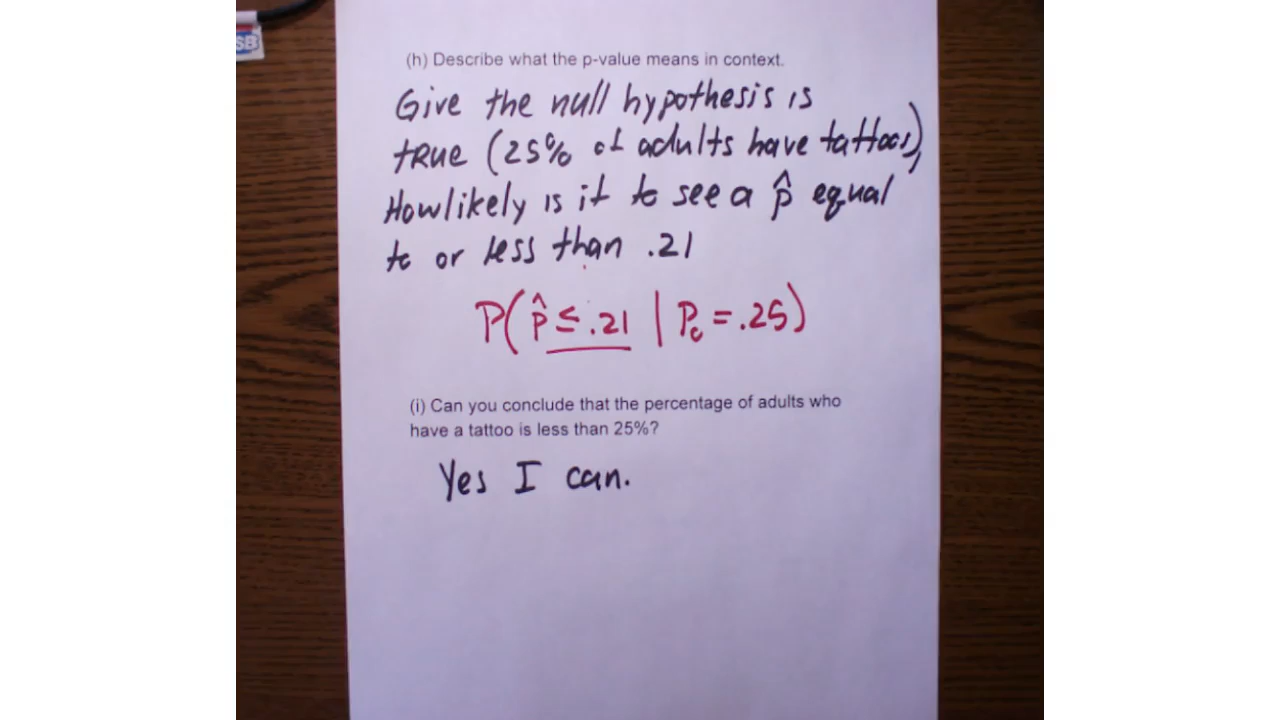 SB
(h) Describe what the p-value means in context.
Give the null hypothesis is
true (25% of adults have tattoos),
How likely is it to see a p̂ equal
to or less than .21
P(p̂ ≤ .21 | P₀ = .25)
(i) Can you conclude that the percentage of adults who
have a tattoo is less than 25%?
Yes I can.